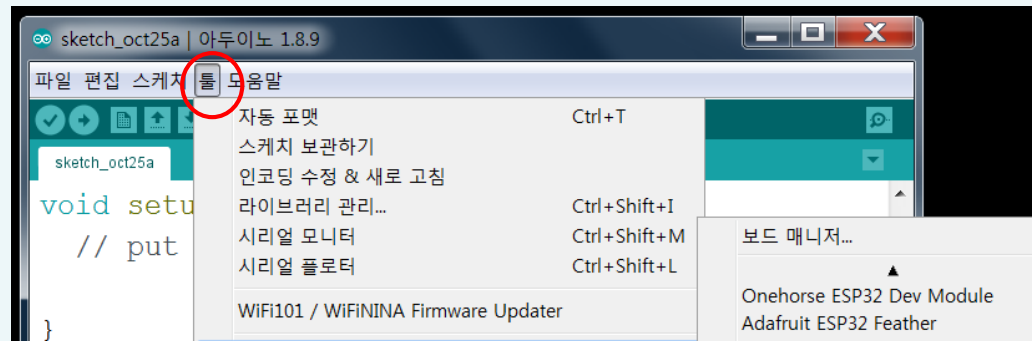 sketch_oct25a | 아두이노 1.8.9
파일 편집 스케치 툴 도움말
자동 포맷 Ctrl+T
스케치 보관하기
sketch_oct25a
인코딩 수정 & 새로 고침
void setu
라이브러리 관리... Ctrl+Shift+I
// put
시리얼 모니터 Ctrl+Shift+M
보드 매니저...
시리얼 플로터 Ctrl+Shift+L
WiFi101 / WiFiNINA Firmware Updater
Onehorse ESP32 Dev Module
Adafruit ESP32 Feather
}